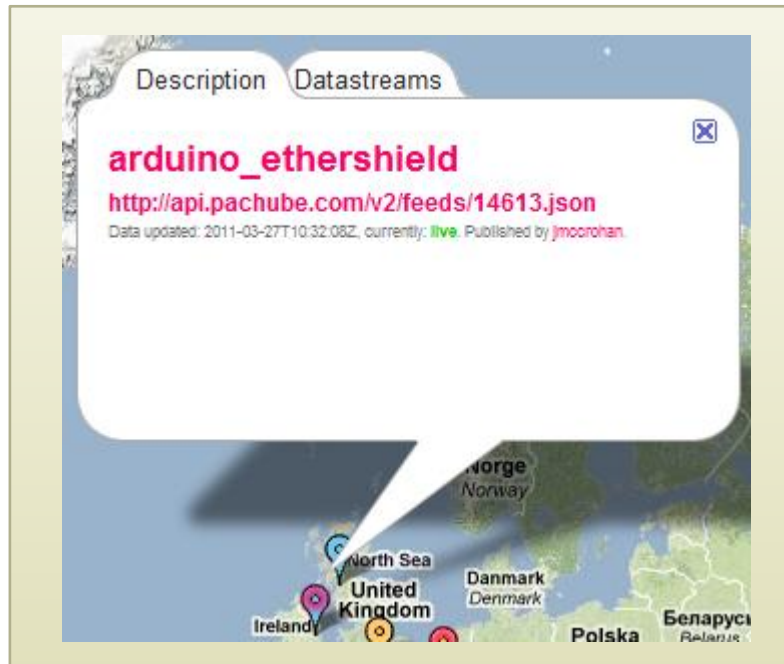 Description
Datastreams
arduino_ethershield
http://api.pachube.com/v2/feeds/14613.json
Data updated: 2011-03-27T10:32:08Z, currently: live. Published by jmccrohan.
Norge
Norway
North Sea
United
Kingdom
Ireland
Danmark
Denmark
Polska
Беларусь
Belarus